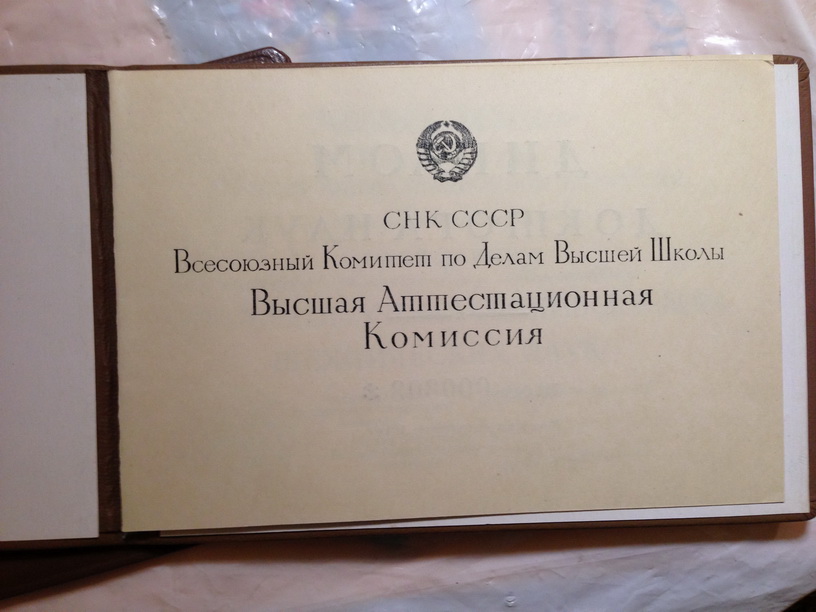 СНК СССР
Всесоюзный Комитет по Делам Высшей Школы
Высшая Аттестационная
Комиссия